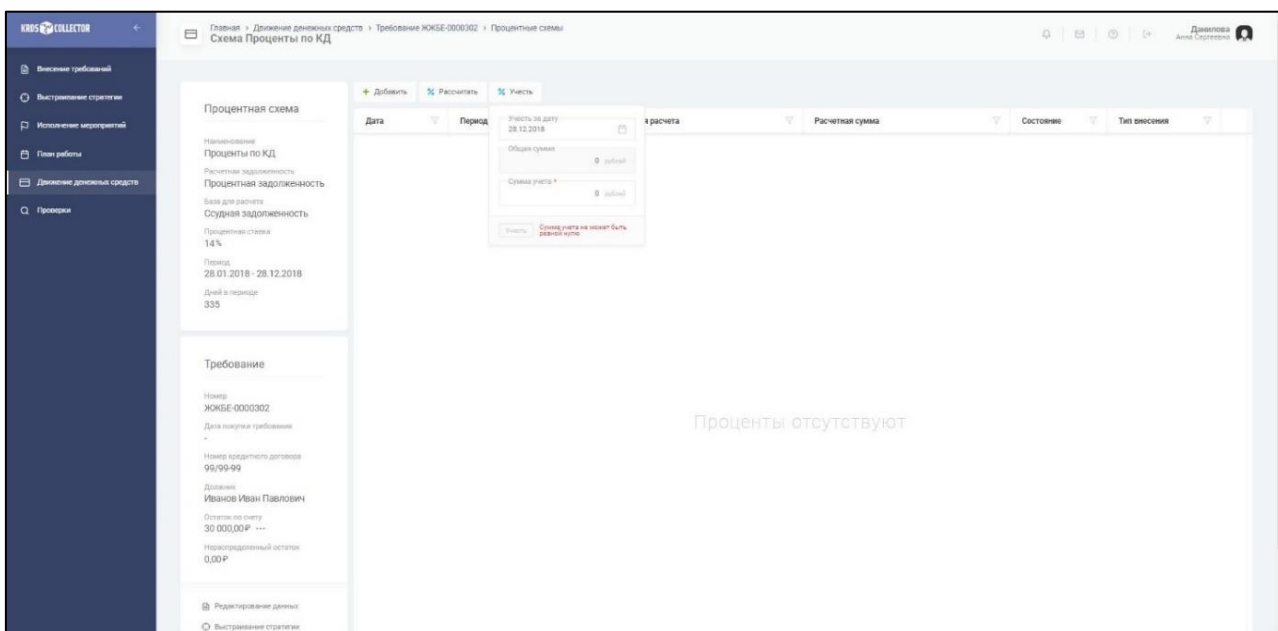 KROS COLLECTOR
Внесение требований
Выстраивание стратегии
Исполнение мероприятий
План работы
Движение денежных средств
Проверки
Главная > Движение денежных средств > Требование ЖЖБЕ-0000302 > Процентные схемы
Схема Проценты по КД
Данилова
Анна Сергеевна
+ Добавить
% Рассчитать
% Учесть
Процентная схема
Наименование
Проценты по КД
Расчетная задолженность
Процентная задолженность
База для расчета
Ссудная задолженность
Процентная ставка
14%
Период
28.01.2018 - 28.12.2018
Дней в периоде
335
Дата
Период
я расчета
Расчетная сумма
Состояние
Тип внесения
Учесть за дату
28.12.2018
Общая сумма
0 рублей
Сумма учета *
0 рублей
Учесть
Сумма учета не может быть
равной нулю
Проценты отсутствуют
Требование
Номер
ЖЖБЕ-0000302
Дата покупки требования
-
Номер кредитного договора
99/99-99
Должник
Иванов Иван Павлович
Остаток по счету
30 000,00₽ ---
Нераспределенный остаток
0,00₽
Редактирование данных
Выстраивание стратегии